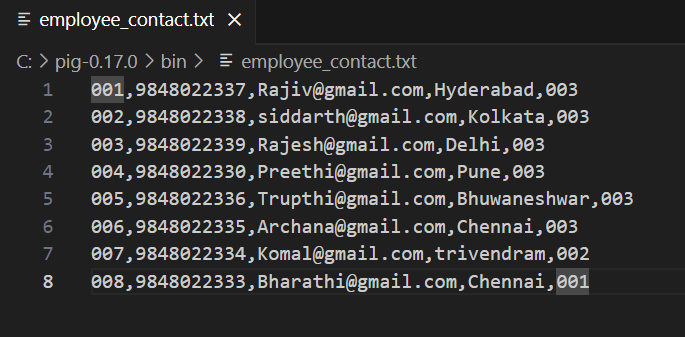 employee_contact.txt
C: > pig-0.17.0 > bin > employee_contact.txt
1 001,9848022337,Rajiv@gmail.com,Hyderabad,003
2 002,9848022338,siddarth@gmail.com,Kolkata,003
3 003,9848022339,Rajesh@gmail.com,Delhi,003
4 004,9848022330,Preethi@gmail.com,Pune,003
5 005,9848022336,Trupthi@gmail.com,Bhuwaneshwar,003
6 006,9848022335,Archana@gmail.com,Chennai,003
7 007,9848022334,Komal@gmail.com,trivendram,002
8 008,9848022333,Bharathi@gmail.com,Chennai,001